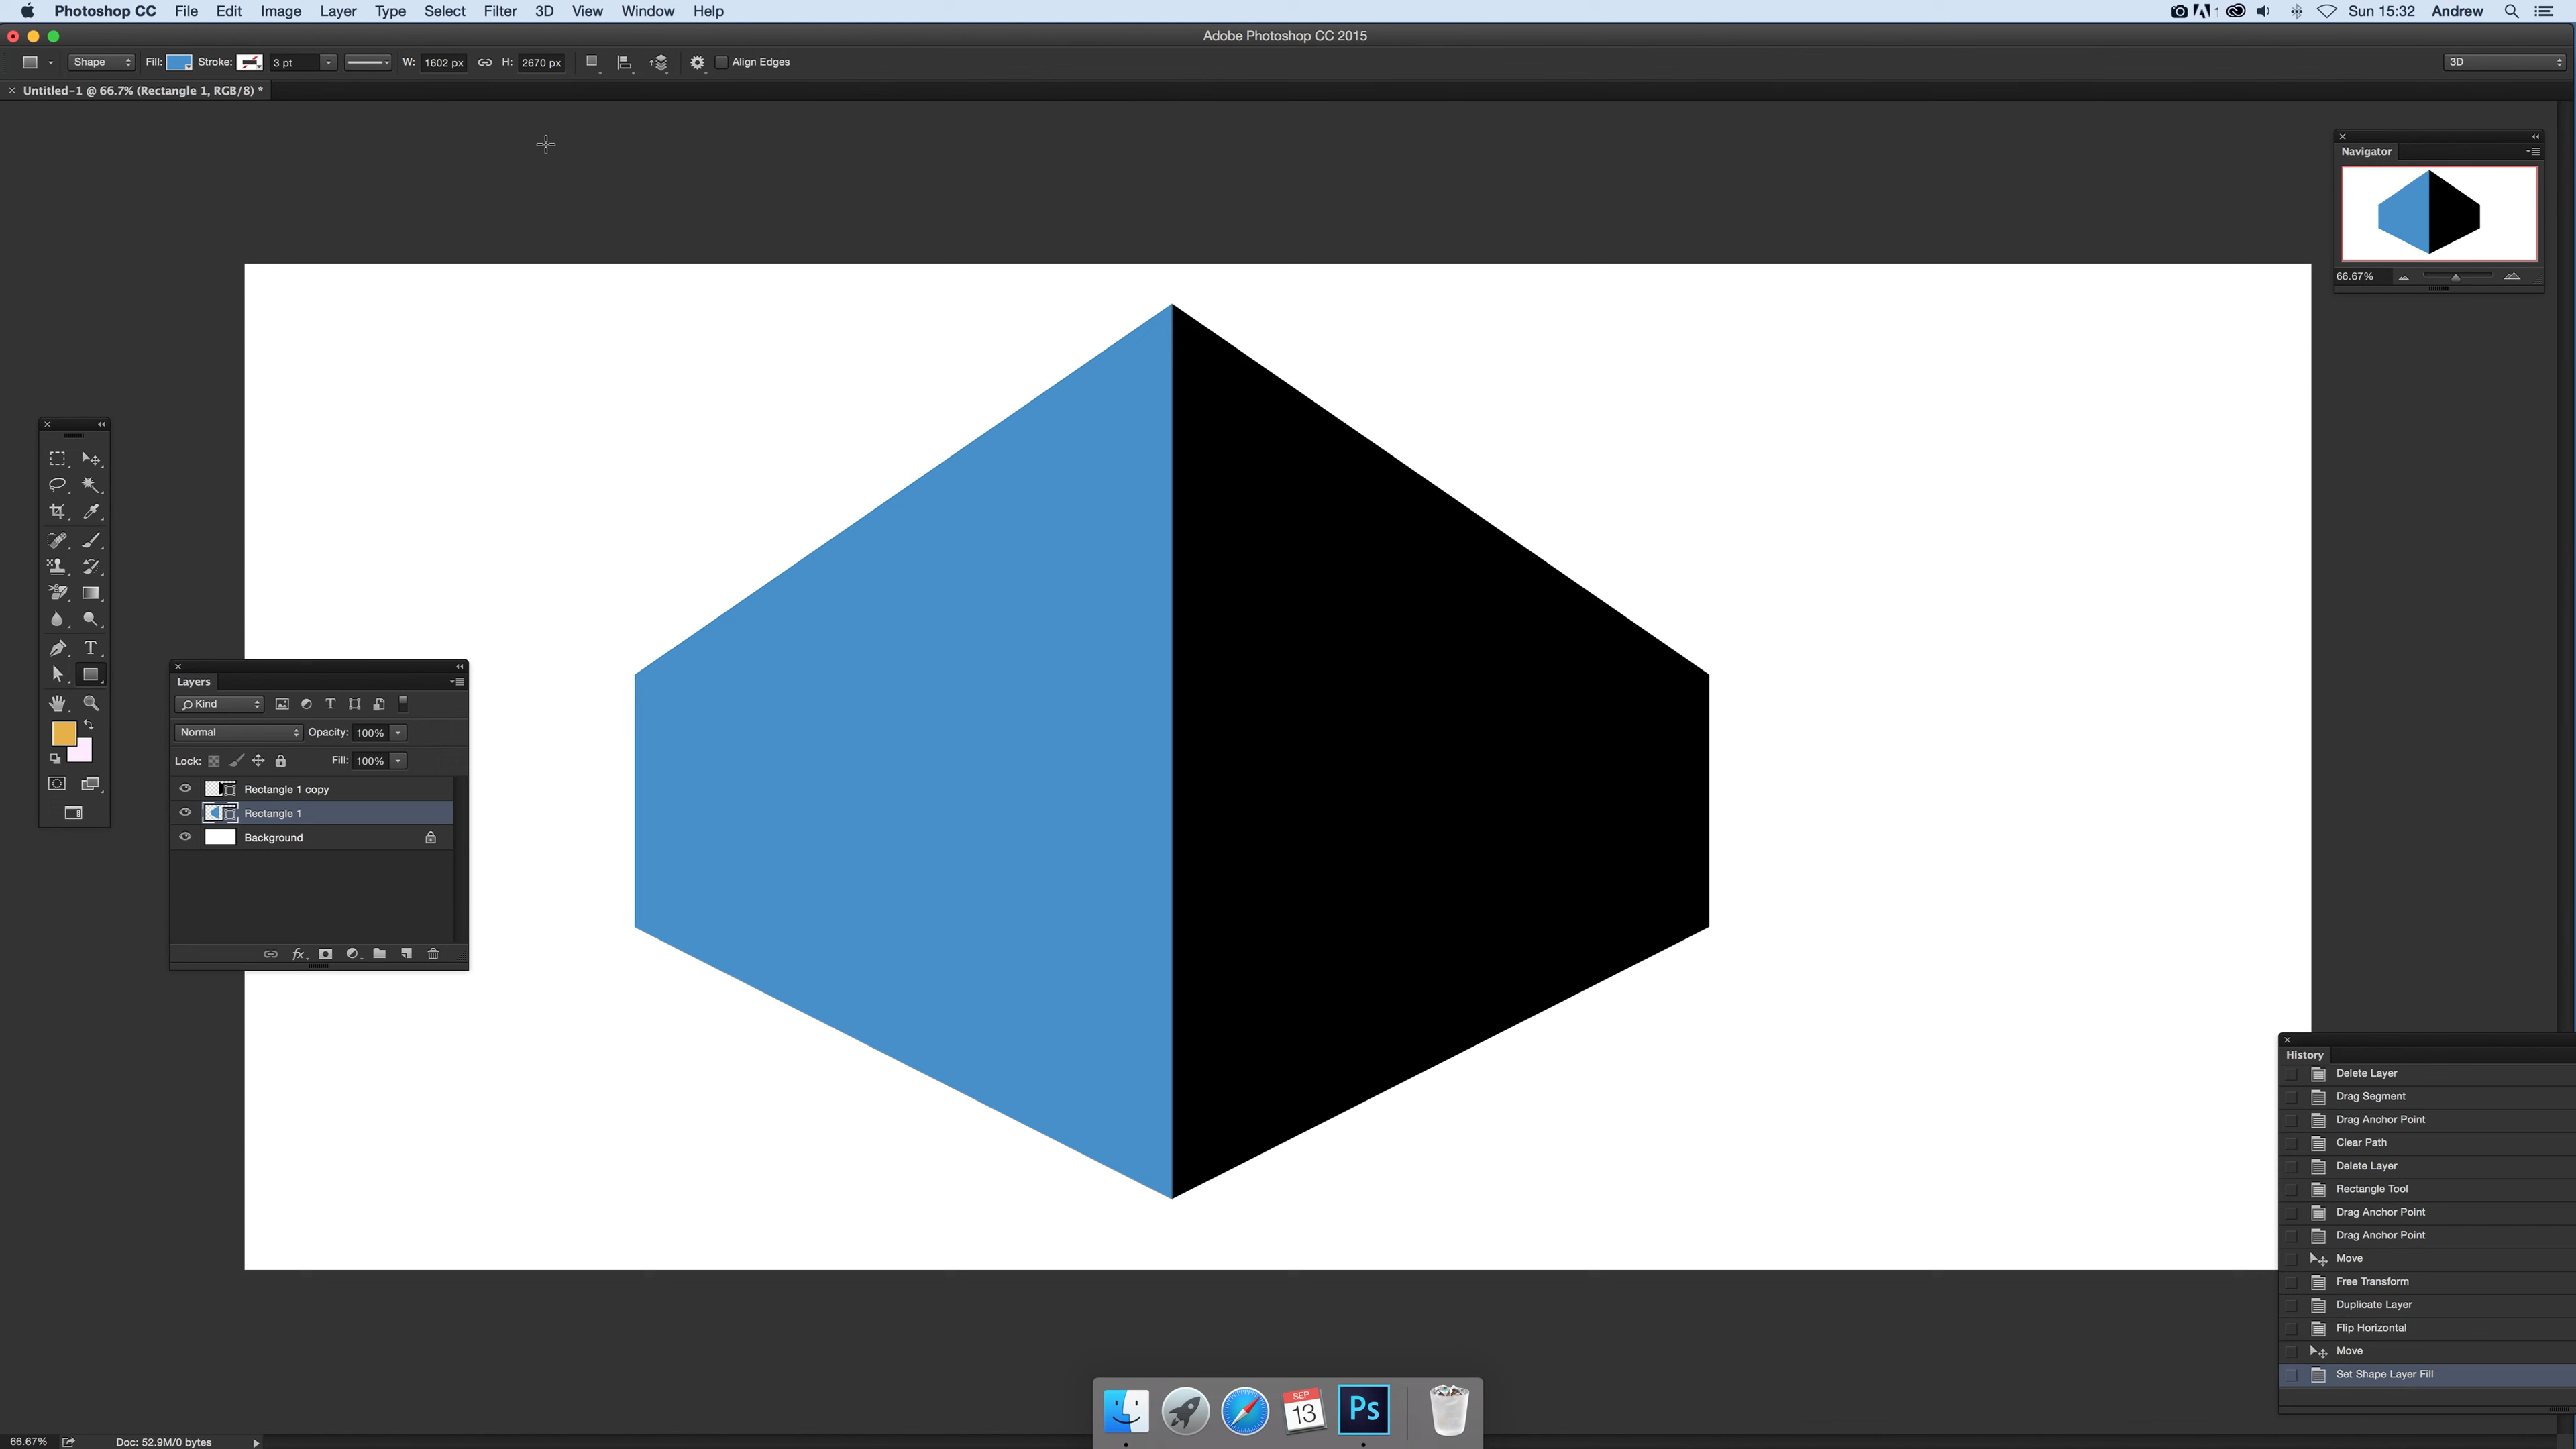 Photoshop CC File Edit Image Layer Type Select Filter 3D View Window Help Sun 15:32 Andrew
Adobe Photoshop CC 2015
Shape Fill: Stroke: 3 pt W: 1602 px H: 2670 px Align Edges 3D
Untitled-1 @ 66.7% (Rectangle 1, RGB/8) *
Navigator
66.67%
T
Layers
Kind T
Normal Opacity: 100%
Lock: Fill: 100%
Rectangle 1 copy
Rectangle 1
Background
fx
History
Delete Layer
Drag Segment
Drag Anchor Point
Clear Path
Delete Layer
Rectangle Tool
Drag Anchor Point
Drag Anchor Point
Move
Free Transform
Duplicate Layer
Flip Horizontal
Move
Set Shape Layer Fill
SEP
13
Ps
66.67% Doc: 52.9M/0 bytes